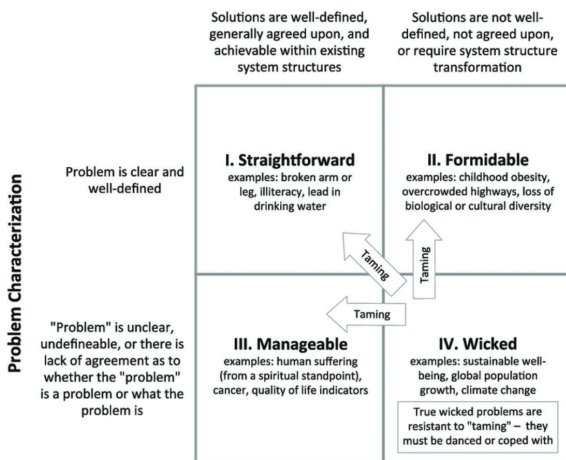 Solutions are well-defined,
generally agreed upon, and
achievable within existing
system structures
Solutions are not well-
defined, not agreed upon,
or require system structure
transformation
Problem Characterization
Problem is clear and
well-defined
I. Straightforward
examples: broken arm or
leg, illiteracy, lead in
drinking water
II. Formidable
examples: childhood obesity,
overcrowded highways, loss of
biological or cultural diversity
Taming
Taming
Taming
"Problem" is unclear,
undefineable, or there is
lack of agreement as to
whether the "problem"
is a problem or what the
problem is
III. Manageable
examples: human suffering
(from a spiritual standpoint),
cancer, quality of life indicators
IV. Wicked
examples: sustainable well-
being, global population
growth, climate change
True wicked problems are
resistant to "taming" – they
must be danced or coped with